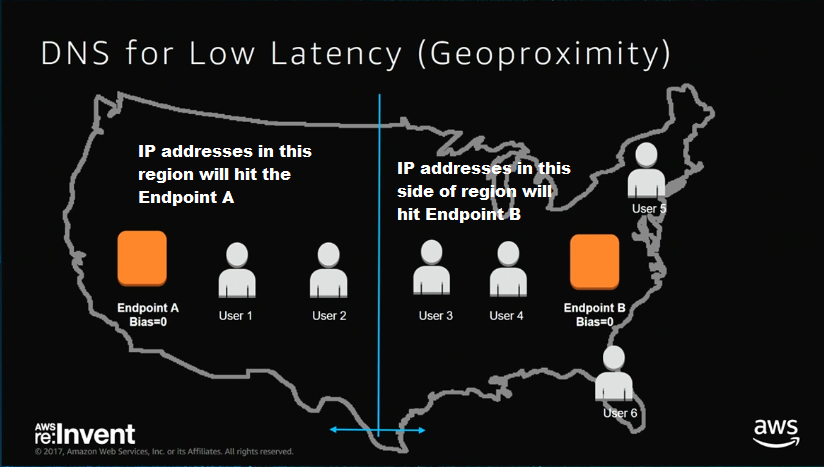 DNS for Low Latency (Geoproximity)
IP addresses in this
region will hit the
Endpoint A
IP addresses in this
side of region will
hit Endpoint B
User 5
Endpoint A
Bias=0
User 1
User 2
User 3
User 4
Endpoint B
Bias=0
User 6
AWS
re:Invent
© 2017, Amazon Web Services, Inc. or its Affiliates. All rights reserved.
aws